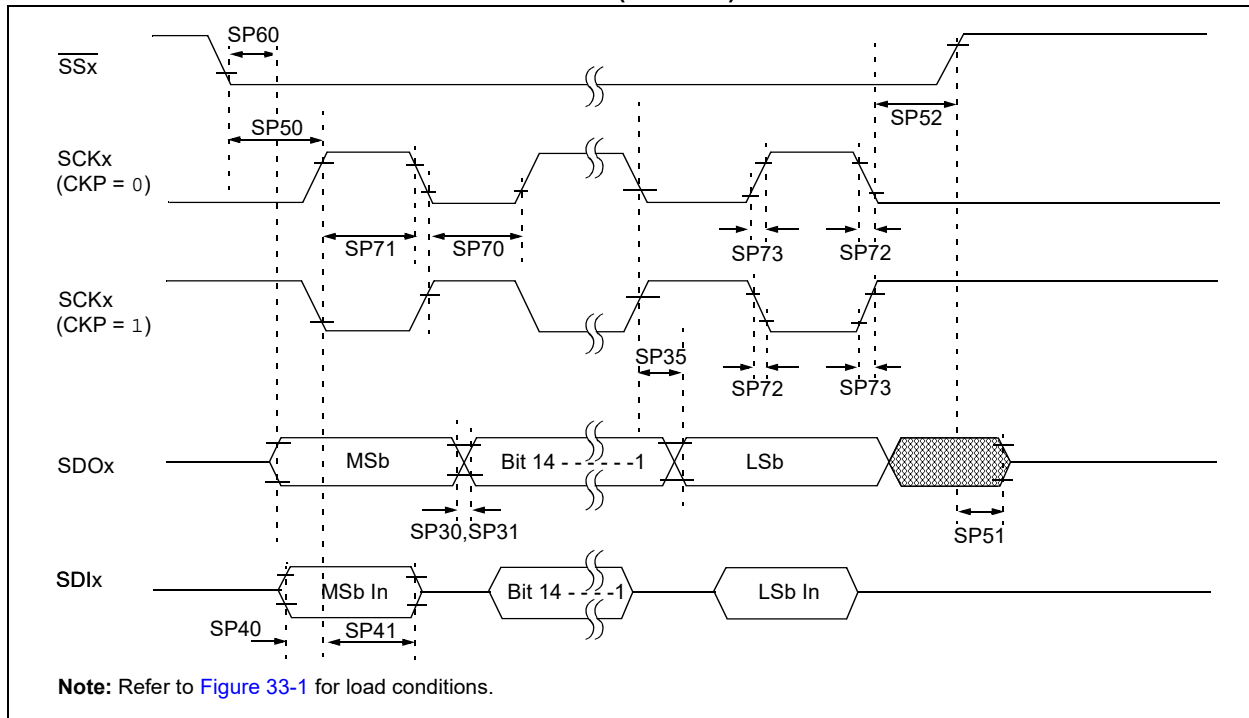 SP60
SSx
SP50
SP52
SCKx
(CKP = 0)
SP71
SP70
SP73
SP72
SCKx
(CKP = 1)
SP35
SP72
SP73
SDOx
MSb
Bit 14 - - - - - -1
LSb
SP30,SP31
SP51
SDIx
MSb In
Bit 14 - - - -1
LSb In
SP40
SP41
Note: Refer to Figure 33-1 for load conditions.